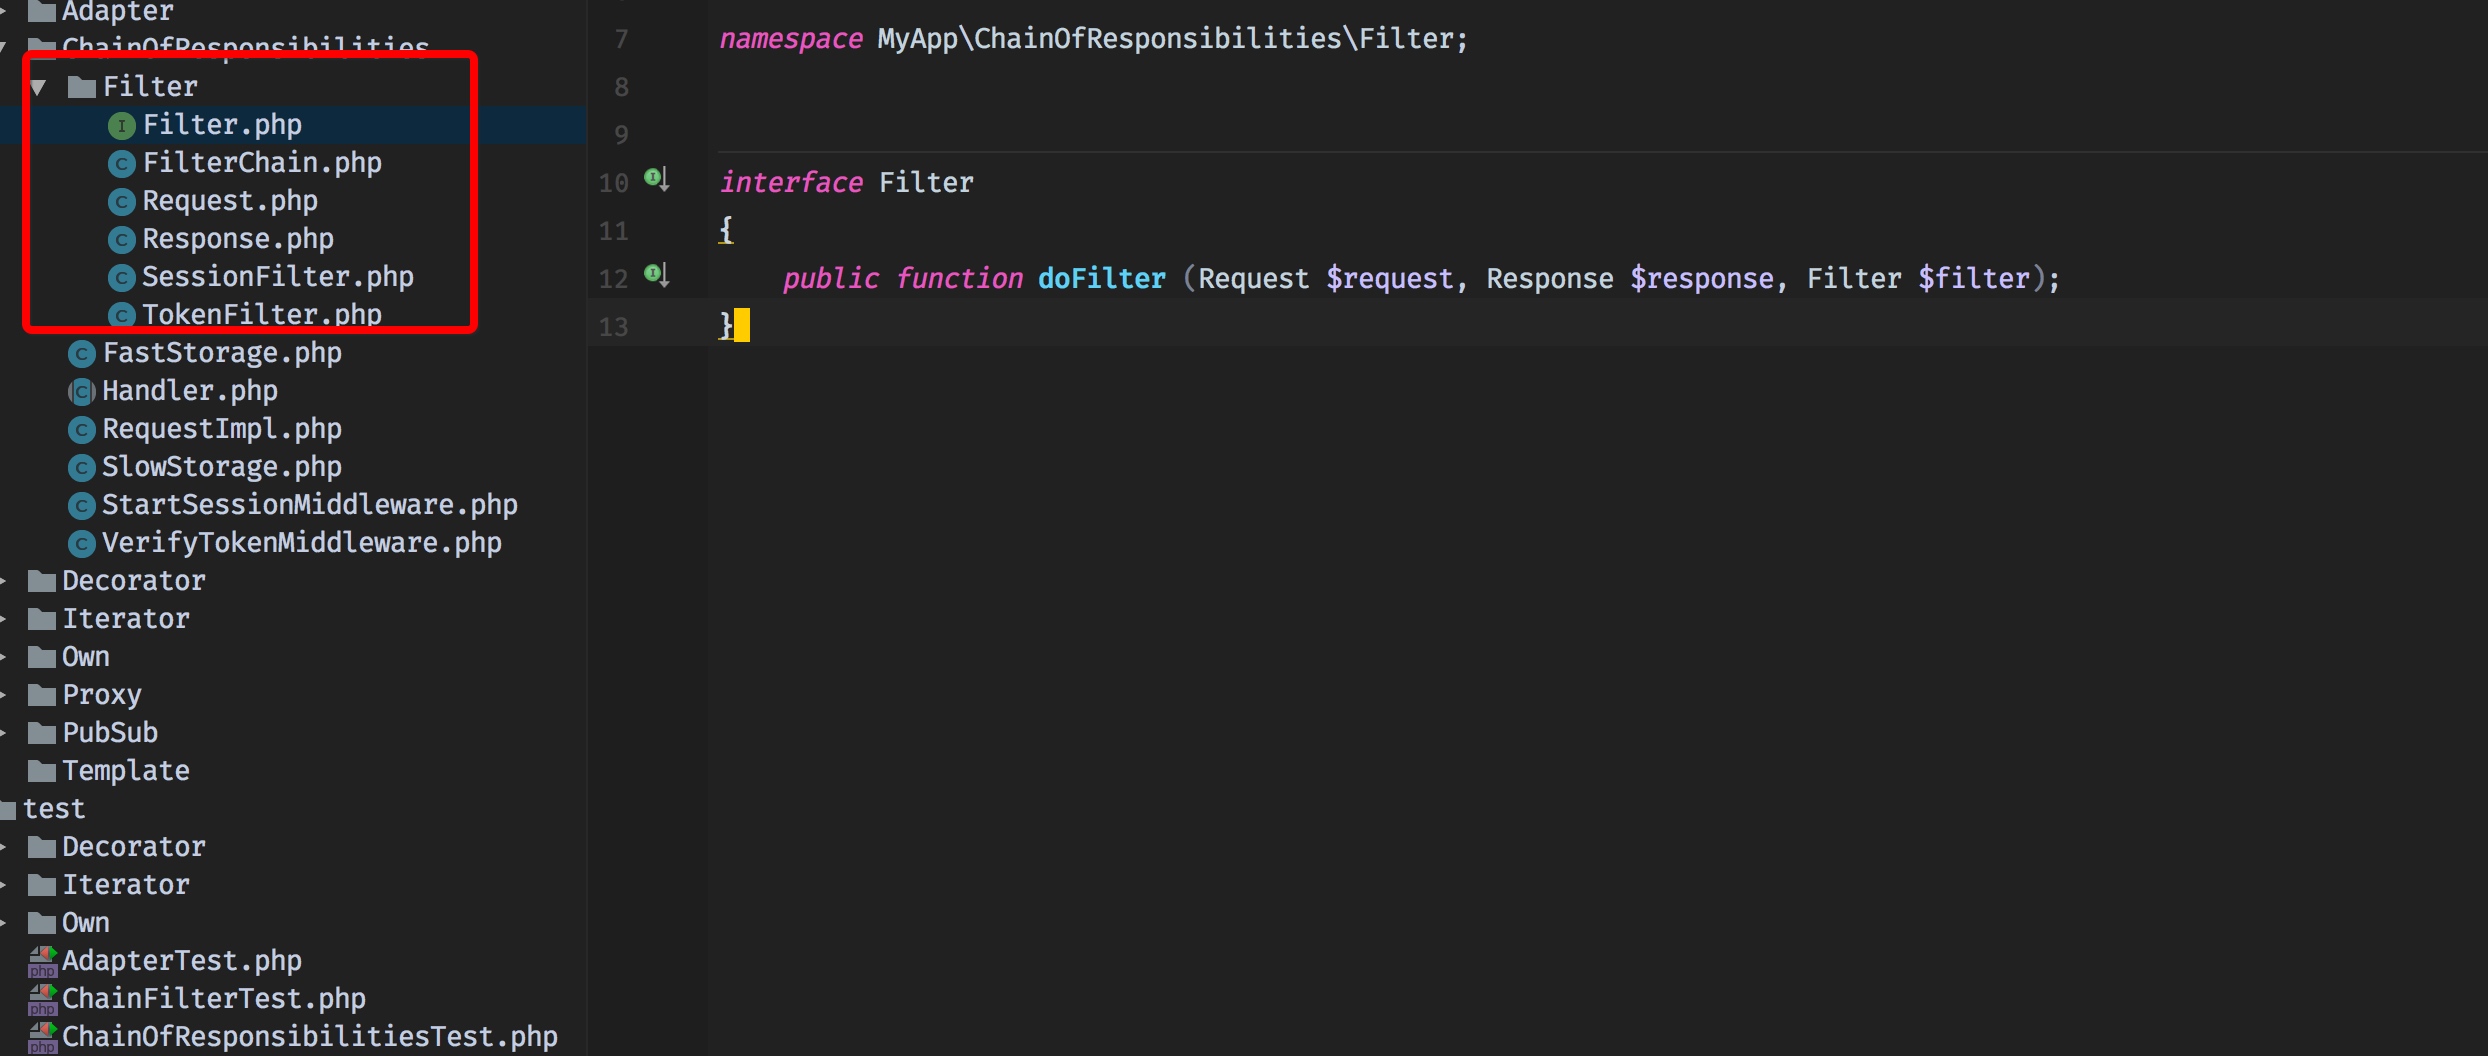 Adapter
ChainOfResponsibilities
Filter
I Filter.php
C FilterChain.php
C Request.php
C Response.php
C SessionFilter.php
C TokenFilter.php
C FastStorage.php
C Handler.php
C RequestImpl.php
C SlowStorage.php
C StartSessionMiddleware.php
C VerifyTokenMiddleware.php
Decorator
Iterator
Own
Proxy
PubSub
Template
test
Decorator
Iterator
Own
php AdapterTest.php
php ChainFilterTest.php
php ChainOfResponsibilitiesTest.php
7 namespace MyApp\ChainOfResponsibilities\Filter;
8
9
10 I interface Filter
11 {
12 I public function doFilter (Request $request, Response $response, Filter $filter);
13 }